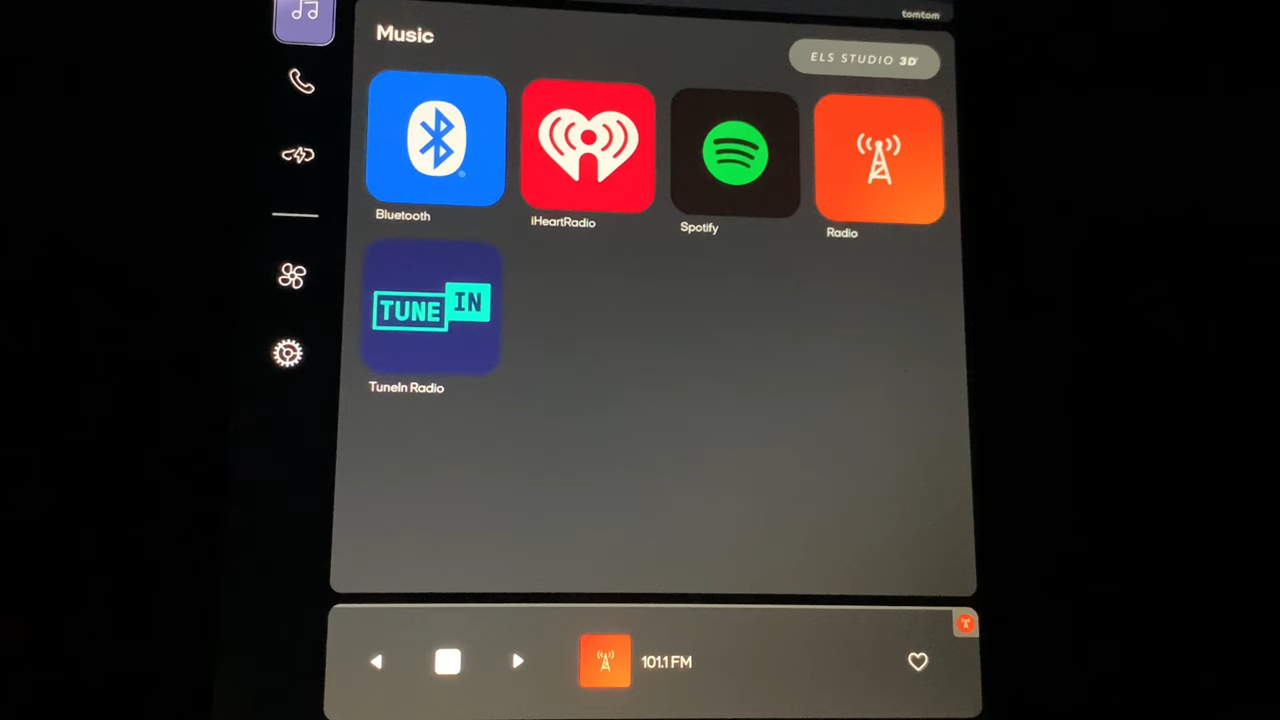 tomtom
Music
ELS STUDIO 3D
Bluetooth
iHeartRadio
Spotify
Radio
TUNE IN
TuneIn Radio
101.1 FM